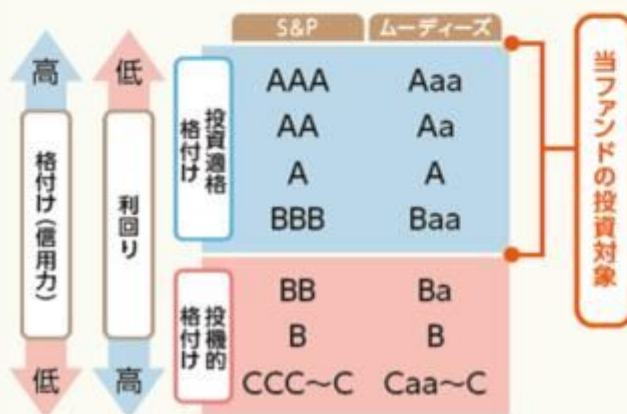 S&P ムーディーズ
高 低
格付け(信用力)
利回り
投資適格格付け
AAA Aaa
AA Aa
A A
BBB Baa
当ファンドの投資対象
投機的格付け
BB Ba
B B
CCC～C Caa～C
低 高